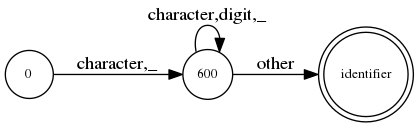 character,digit,_
character,_
other
0
600
identifier